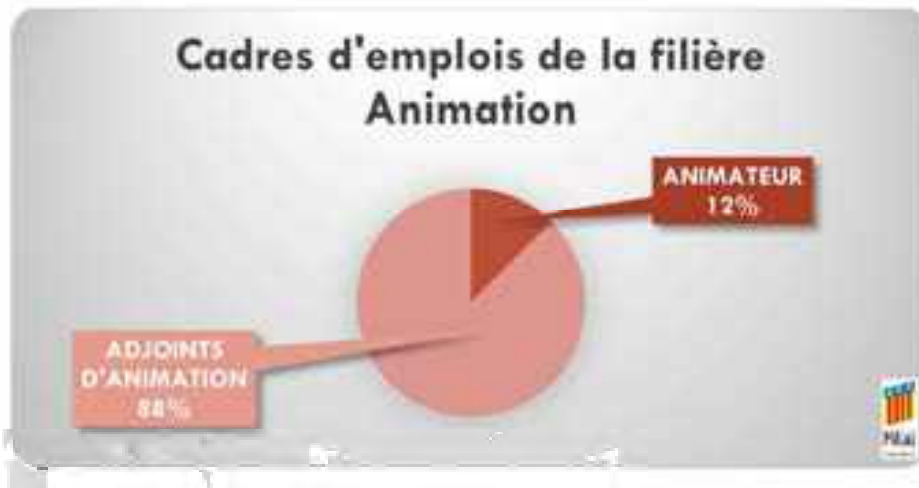 Cadres d'emplois de la filière
Animation
ANIMATEUR
12%
ADJOINTS
D'ANIMATION
88%